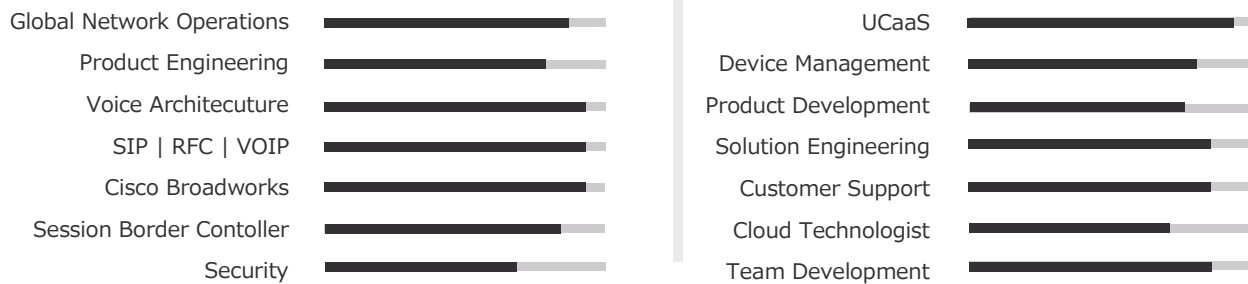 Global Network Operations
Product Engineering
Voice Architecuture
SIP | RFC | VOIP
Cisco Broadworks
Session Border Contoller
Security
UCaaS
Device Management
Product Development
Solution Engineering
Customer Support
Cloud Technologist
Team Development